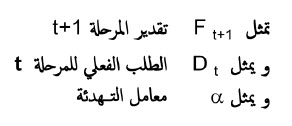 تمثل F t+1 تقدير المرحلة t+1
و يمثل D t الطلب الفعلي للمرحلة t
و يمثل α معامل التهدئة